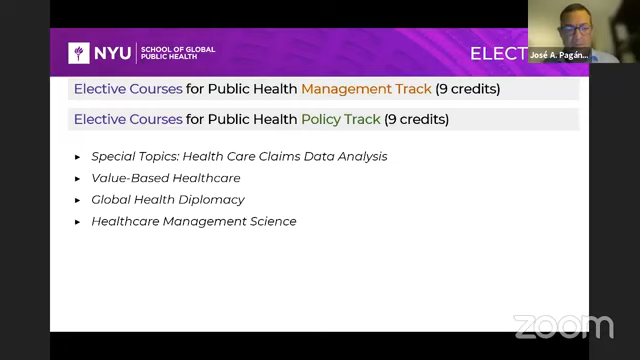 NYU
SCHOOL OF GLOBAL
PUBLIC HEALTH
ELECT
José A. Pagán...
Elective Courses for Public Health Management Track (9 credits)
Elective Courses for Public Health Policy Track (9 credits)
► Special Topics: Health Care Claims Data Analysis
► Value-Based Healthcare
► Global Health Diplomacy
► Healthcare Management Science
zoom